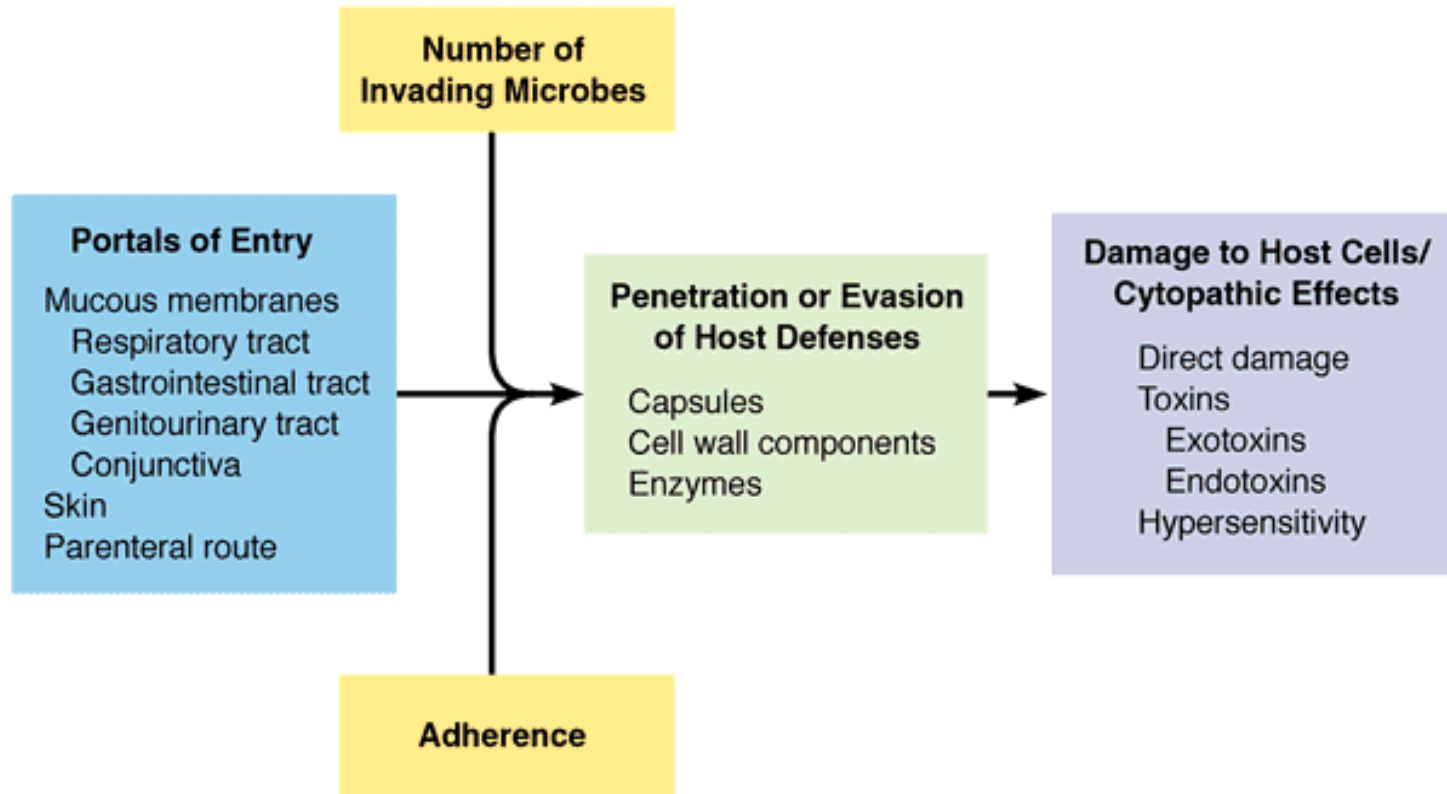 Number of
Invading Microbes
Portals of Entry
Mucous membranes
Respiratory tract
Gastrointestinal tract
Genitourinary tract
Conjunctiva
Skin
Parenteral route
Adherence
Penetration or Evasion
of Host Defenses
Capsules
Cell wall components
Enzymes
Damage to Host Cells/
Cytopathic Effects
Direct damage
Toxins
Exotoxins
Endotoxins
Hypersensitivity